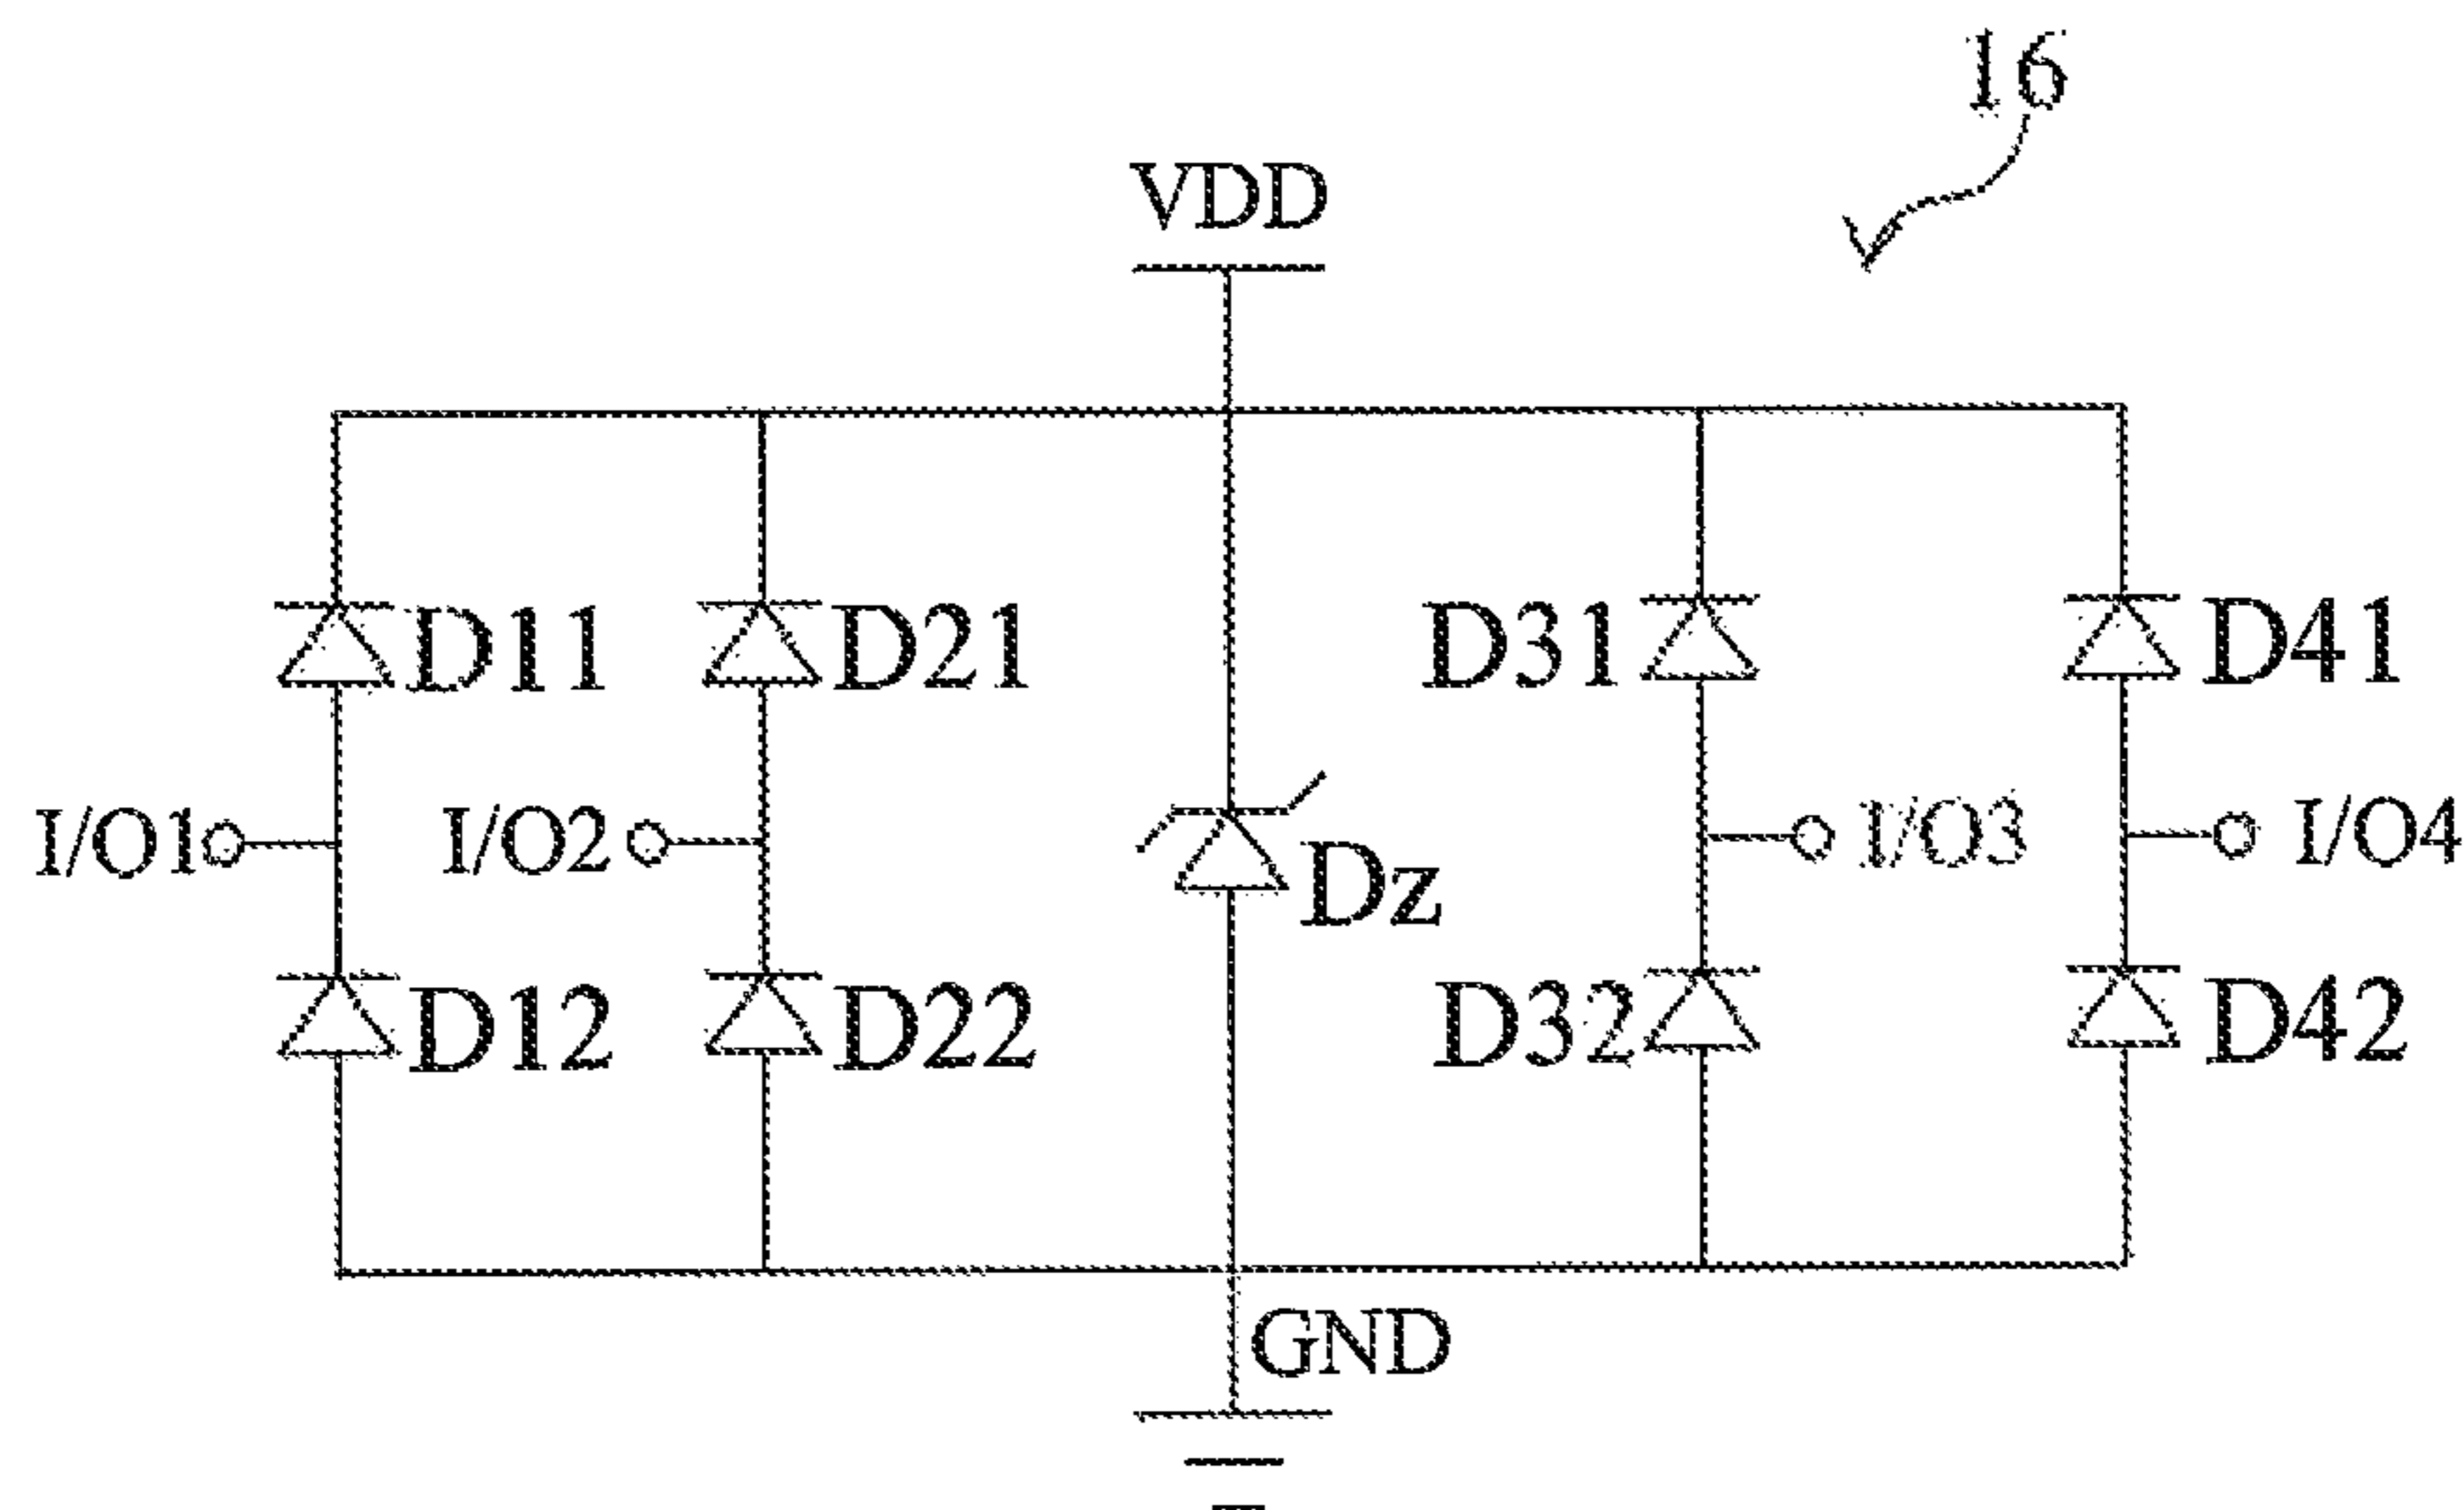 16
VDD
D11
D21
D31
D41
I/O1
I/O2
Dz
I/O3
I/O4
D12
D22
D32
D42
GND